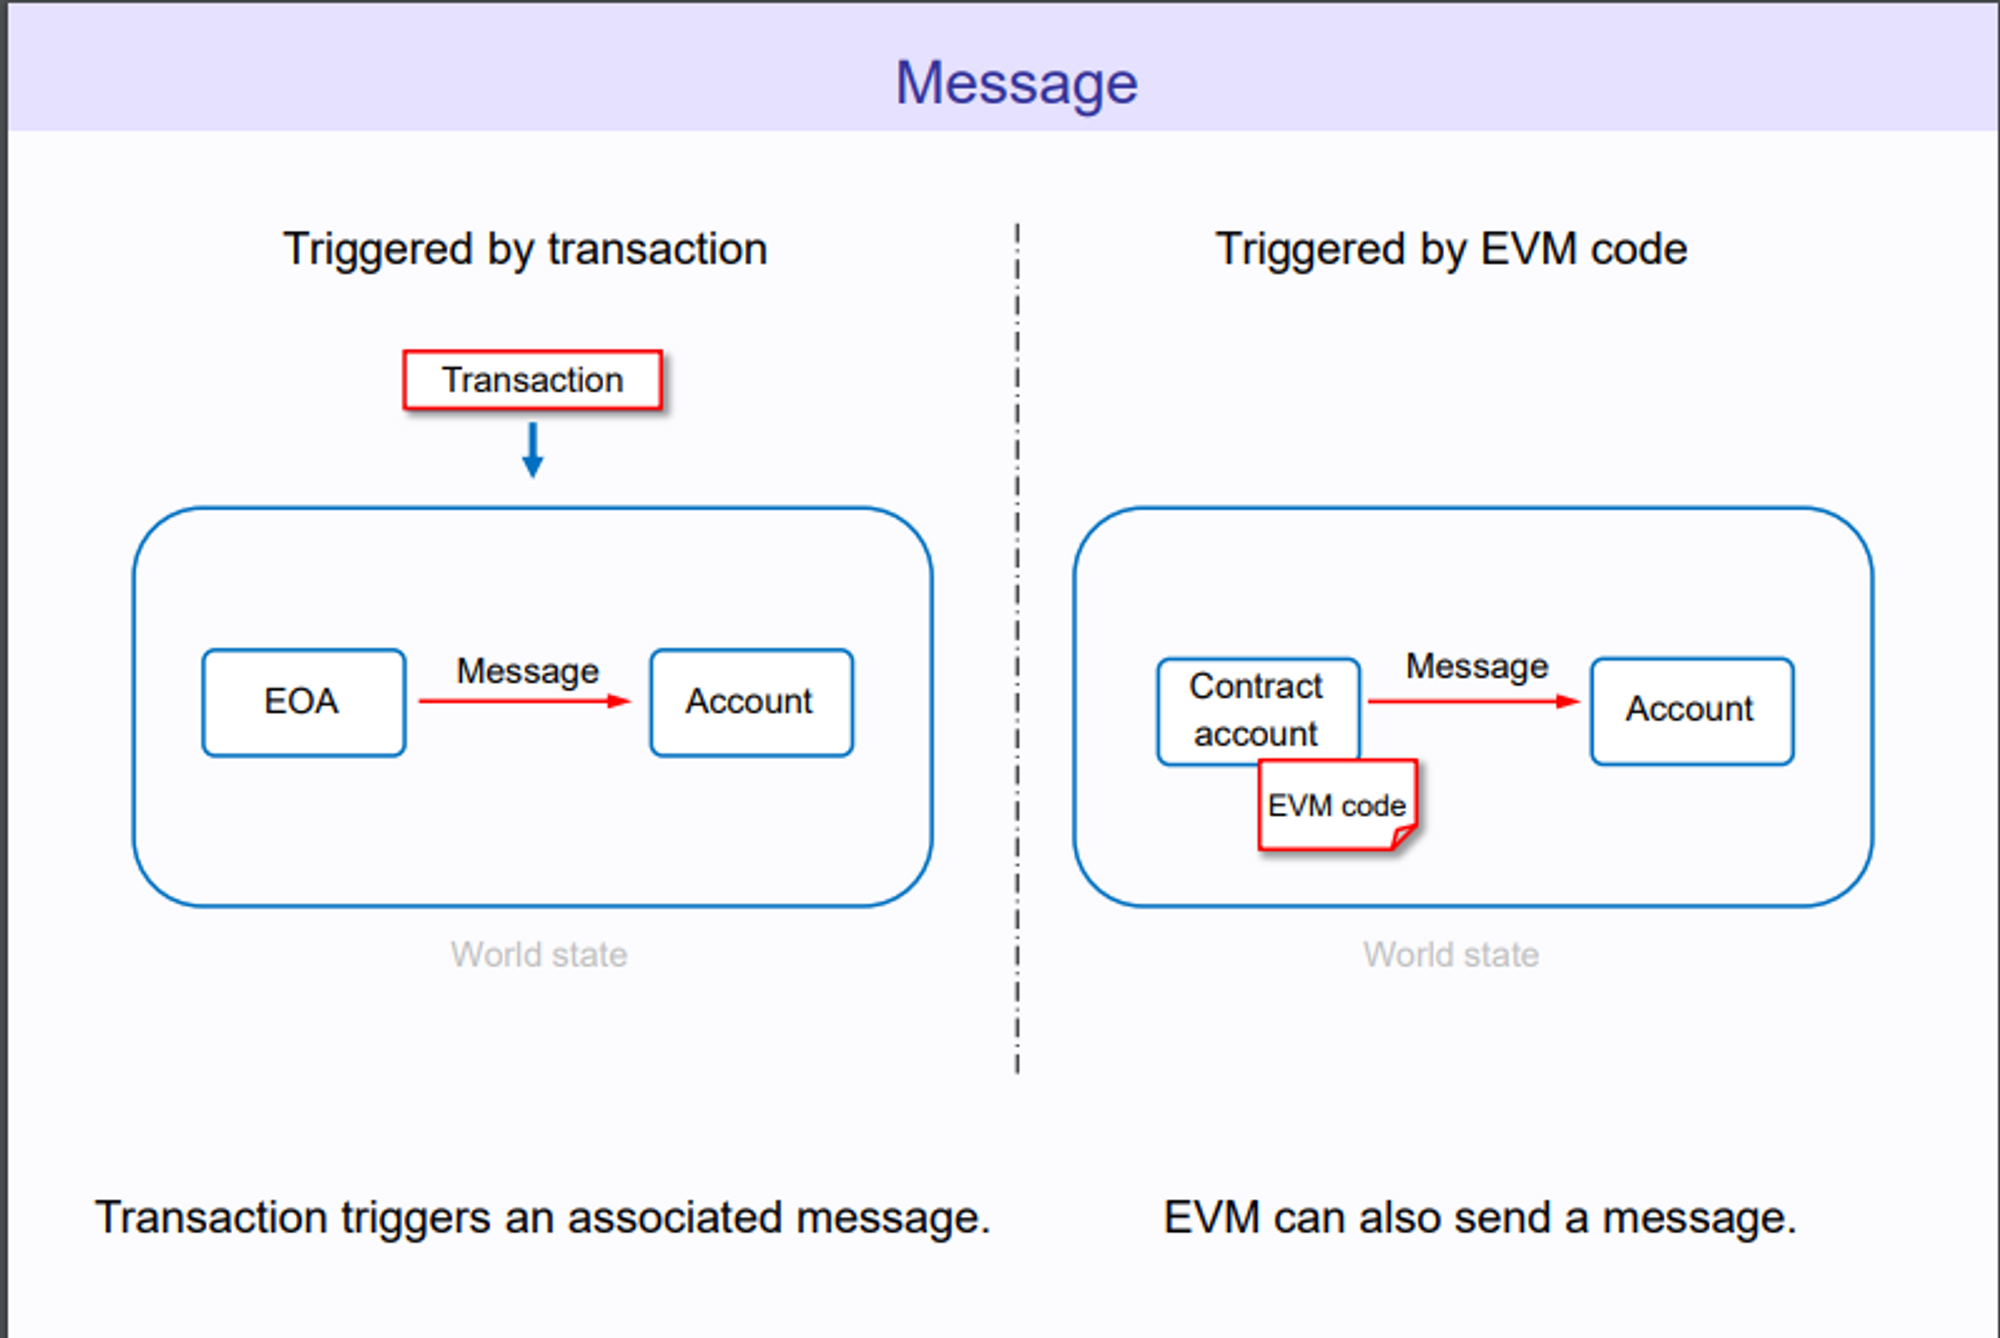 Message
Triggered by transaction
Transaction
EOA
Message
Account
World state
Transaction triggers an associated message.
Triggered by EVM code
Contract
account
EVM code
Message
Account
World state
EVM can also send a message.